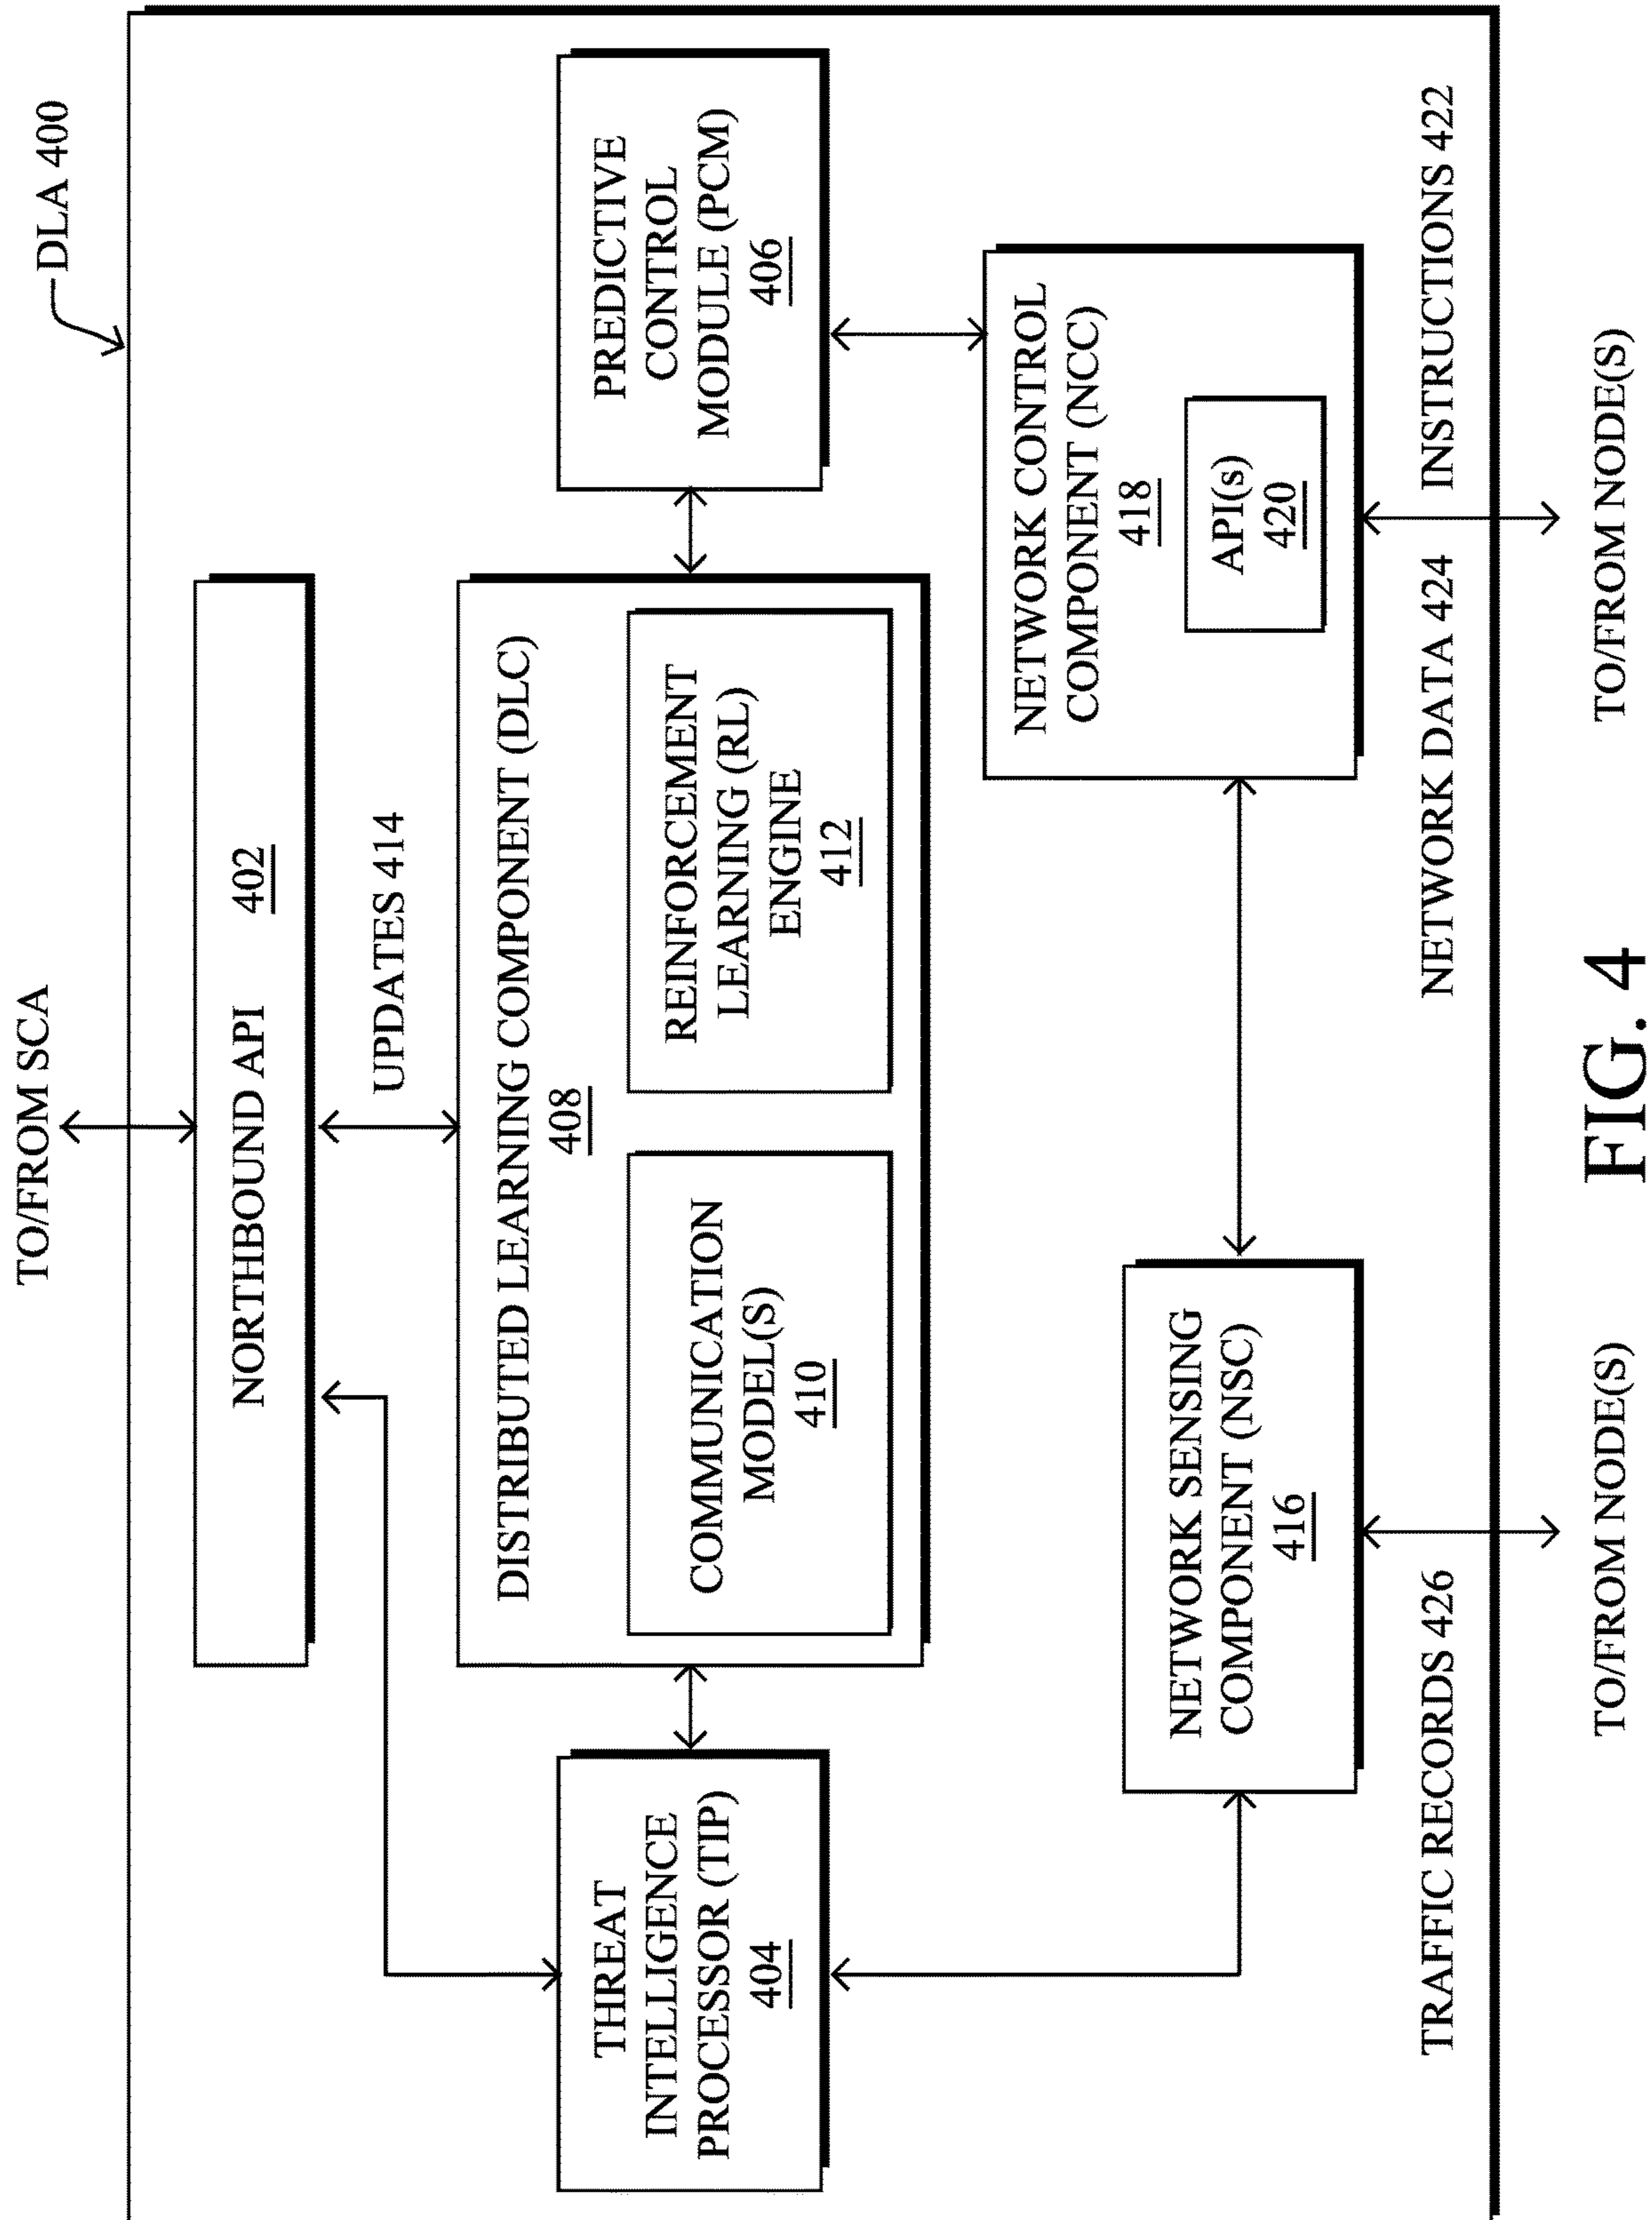 TO/FROM SCA
DLA 400
NORTHBOUND API 402
UPDATES 414
THREAT
INTELLIGENCE
PROCESSOR (TIP)
404
DISTRIBUTED LEARNING COMPONENT (DLC)
408
COMMUNICATION
MODEL(S)
410
REINFORCEMENT
LEARNING (RL)
ENGINE
412
PREDICTIVE
CONTROL
MODULE (PCM)
406
NETWORK SENSING
COMPONENT (NSC)
416
NETWORK CONTROL
COMPONENT (NCC)
418
API(s)
420
TRAFFIC RECORDS 426
NETWORK DATA 424
INSTRUCTIONS 422
TO/FROM NODE(S)
TO/FROM NODE(S)
FIG. 4